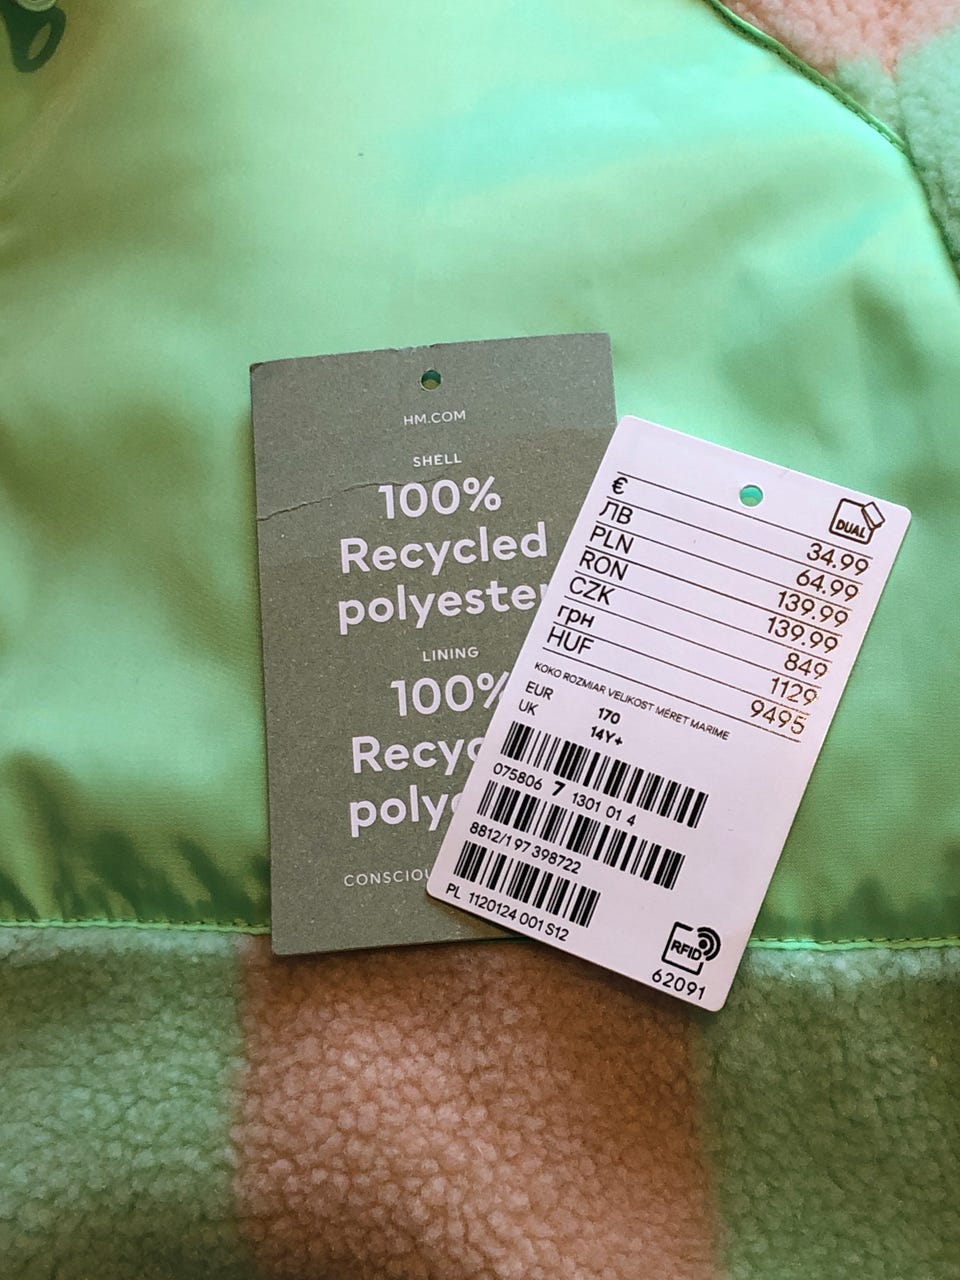 HM.COM
SHELL
100%
Recycled
polyester
LINING
100%
Recyc
polye
CONSCIOU
DUAL
€ 34.99
ЛВ 64.99
PLN 139.99
RON 139.99
CZK 849
грн 1129
HUF 9495
KOKO ROZMIAR VELIKOST MÉRET MARIME
EUR 170
UK 14Y+
075806 7 1301 01 4
8812/1 97 398722
PL 1120124 001 S12
RFID
62091